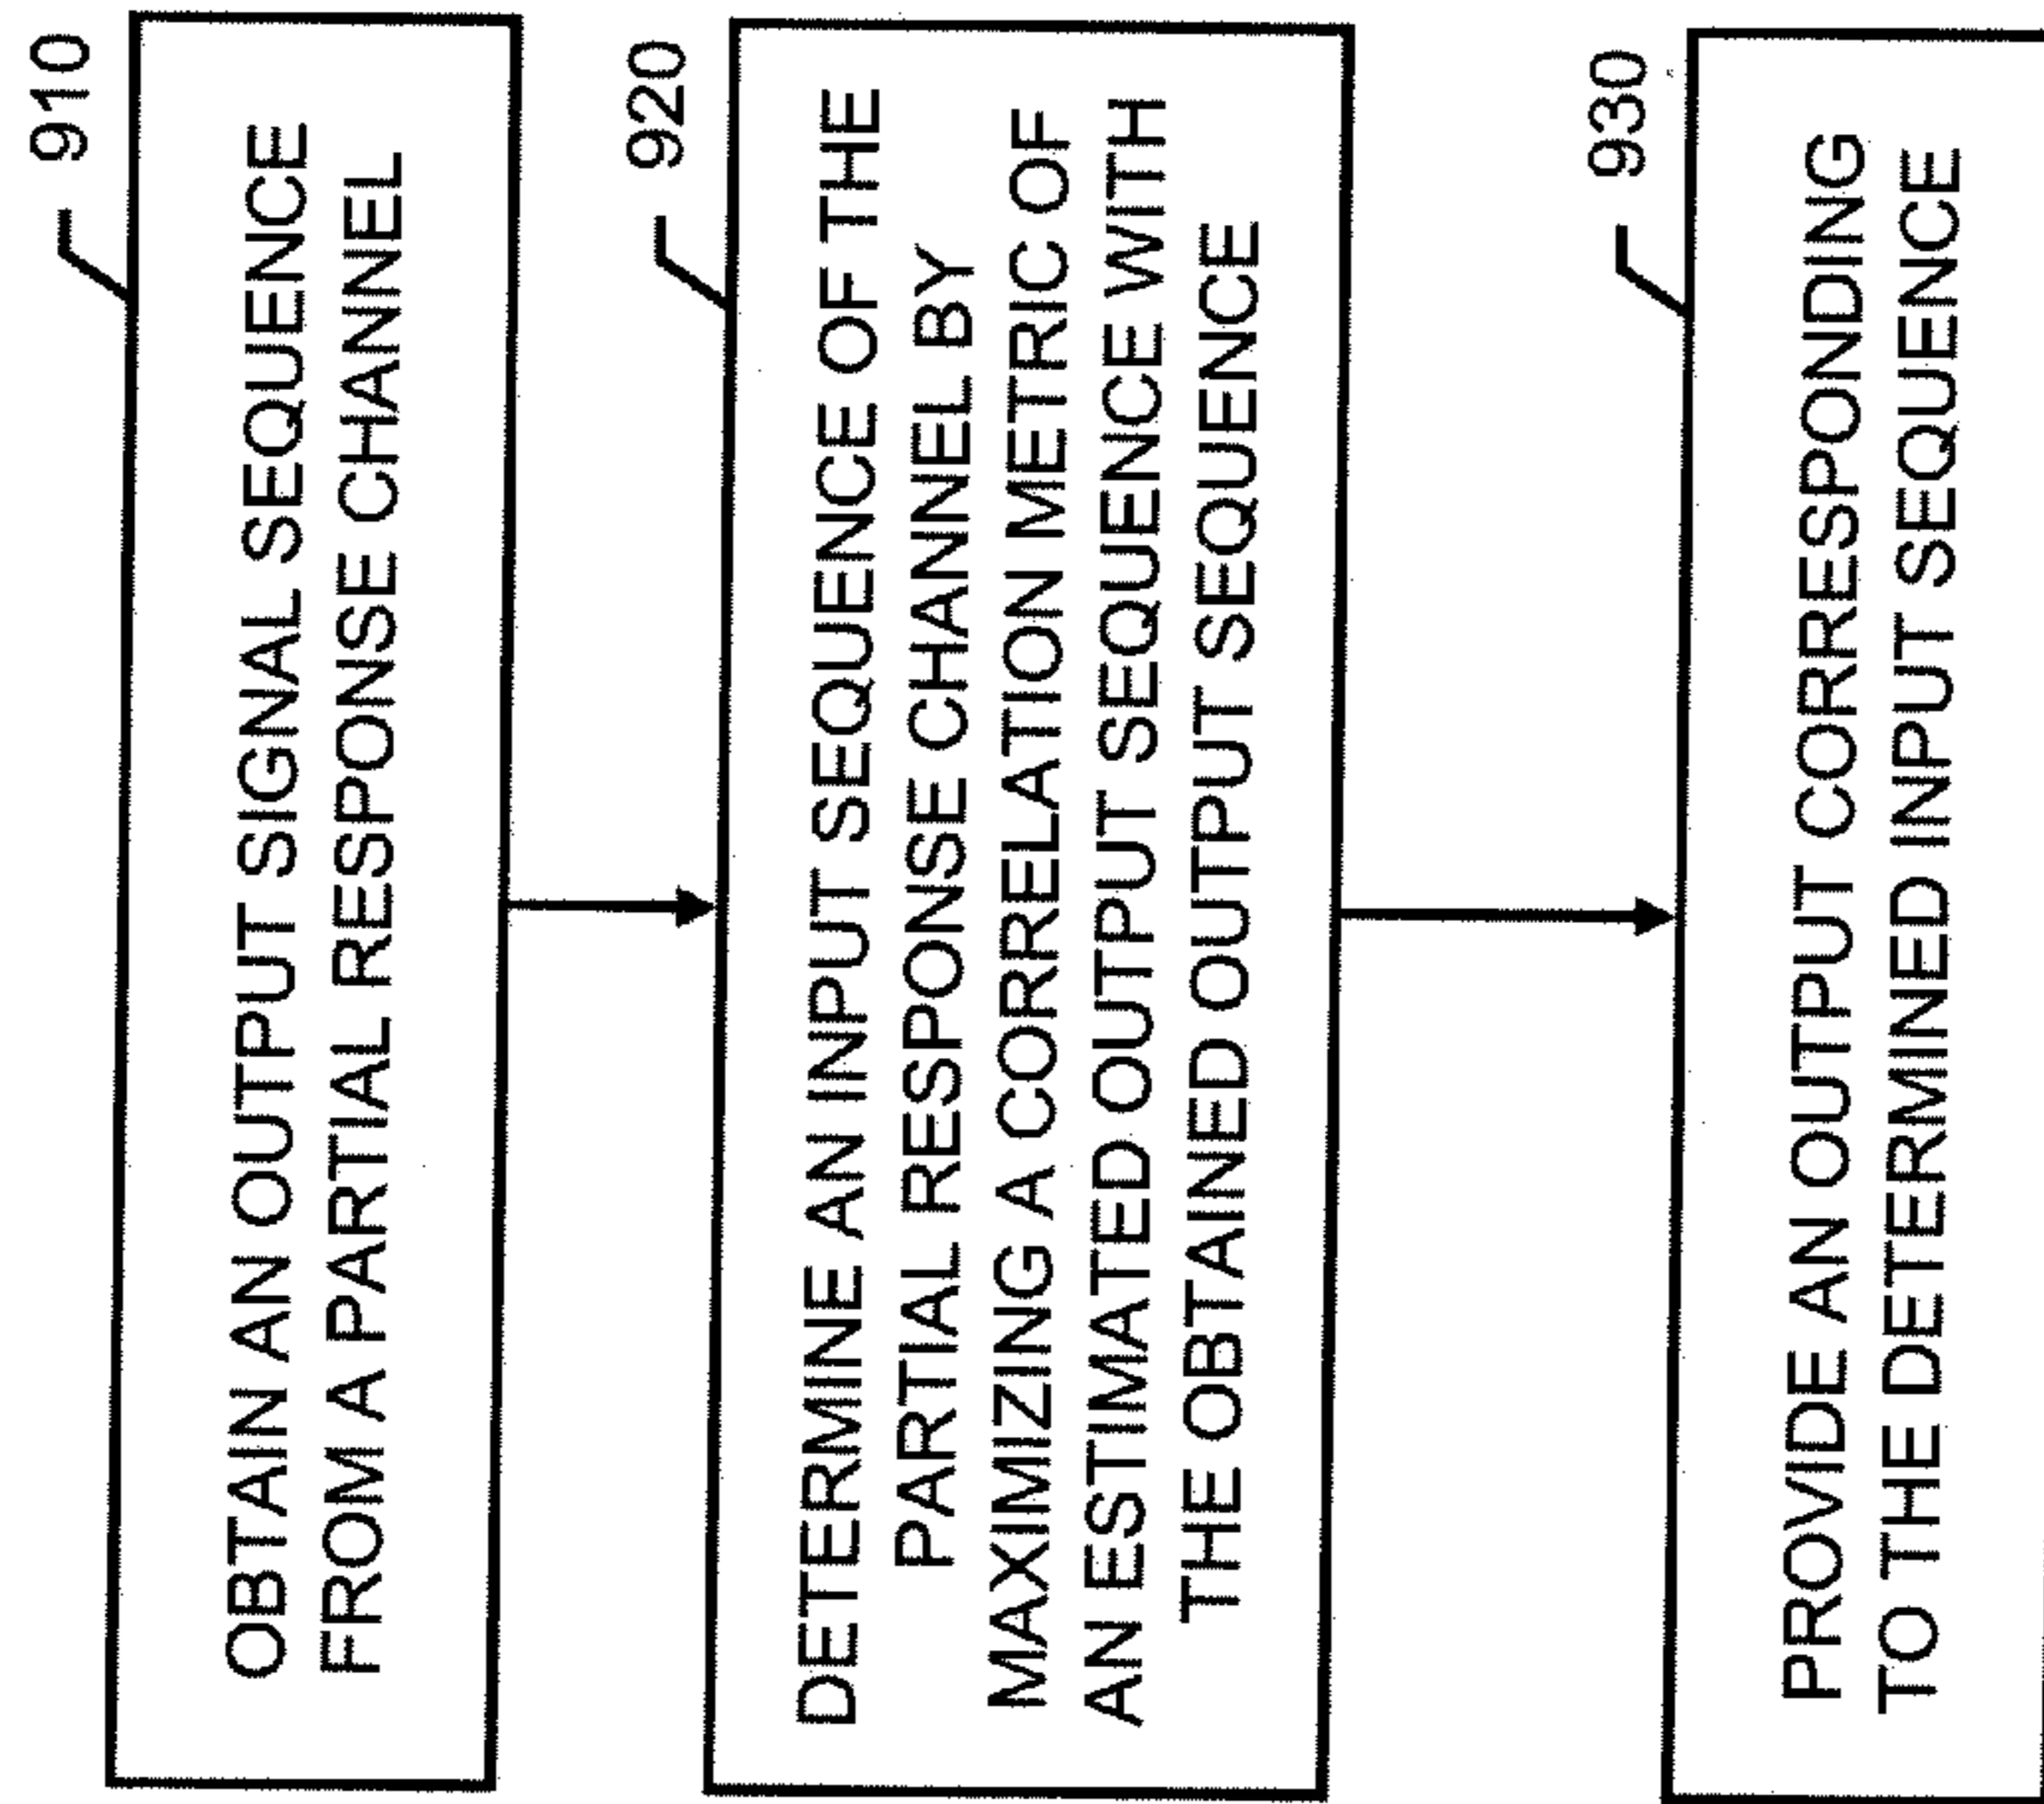 910
OBTAIN AN OUTPUT SIGNAL SEQUENCE
FROM A PARTIAL RESPONSE CHANNEL
920
DETERMINE AN INPUT SEQUENCE OF THE
PARTIAL RESPONSE CHANNEL BY
MAXIMIZING A CORRELATION METRIC OF
AN ESTIMATED OUTPUT SEQUENCE WITH
THE OBTAINED OUTPUT SEQUENCE
930
PROVIDE AN OUTPUT CORRESPONDING
TO THE DETERMINED INPUT SEQUENCE